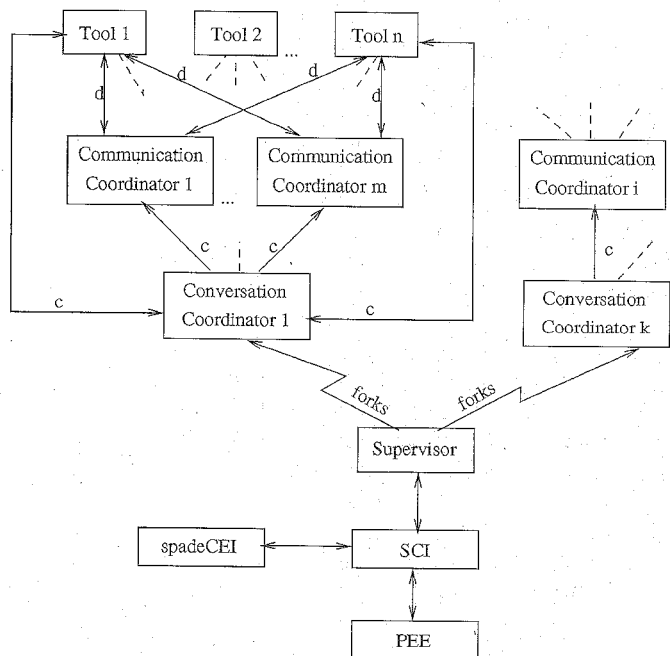 Tool 1
Tool 2
...
Tool n
d
d
d
d
Communication
Coordinator 1
...
Communication
Coordinator m
Communication
Coordinator i
c
c
c
c
c
Conversation
Coordinator 1
Conversation
Coordinator k
forks
forks
Supervisor
spadeCEI
SCI
PEE